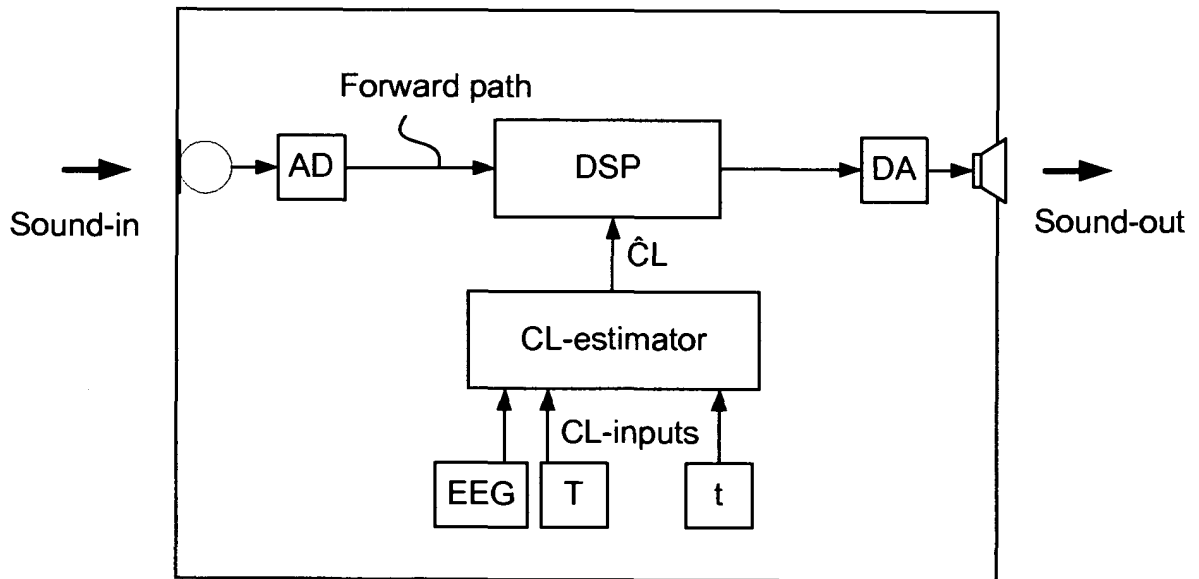 Forward path
AD
DSP
DA
Sound-in
Sound-out
ĈL
CL-estimator
CL-inputs
EEG
T
t